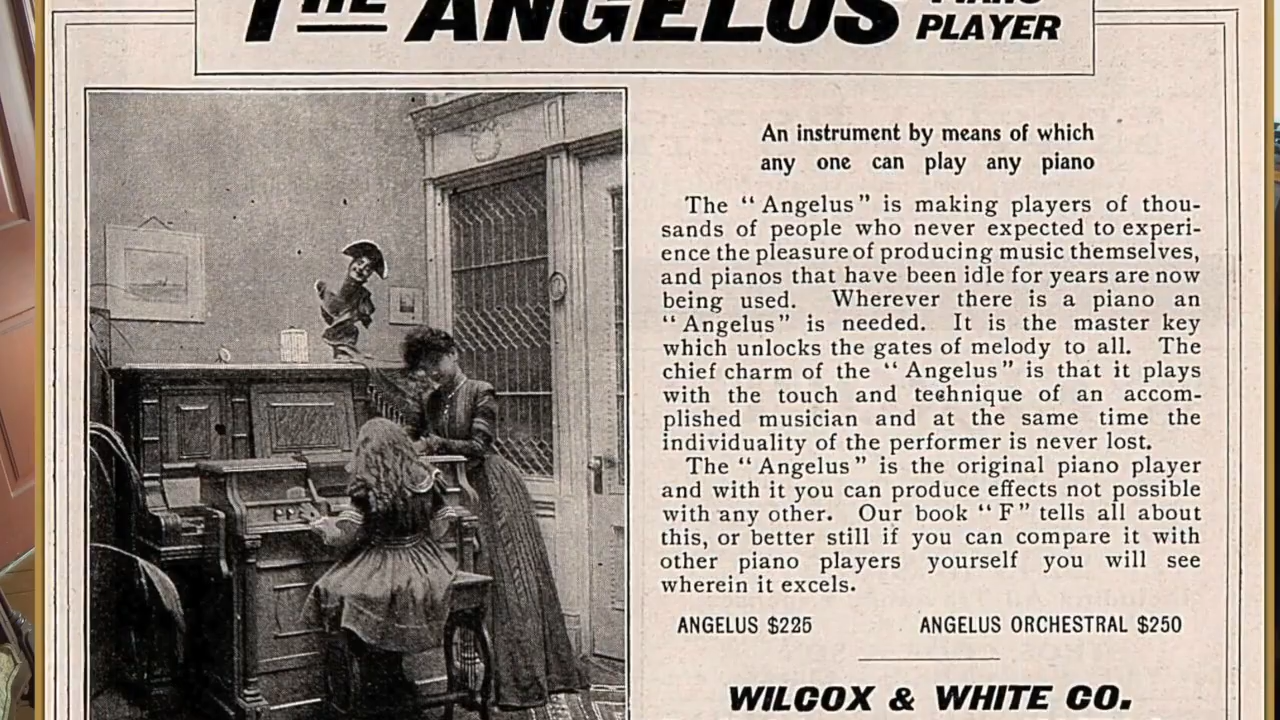 THE ANGELUS PIANO
PLAYER
An instrument by means of which
any one can play any piano
The "Angelus" is making players of thou-
sands of people who never expected to experi-
ence the pleasure of producing music themselves,
and pianos that have been idle for years are now
being used. Wherever there is a piano an
"Angelus" is needed. It is the master key
which unlocks the gates of melody to all. The
chief charm of the "Angelus" is that it plays
with the touch and technique of an accom-
plished musician and at the same time the
individuality of the performer is never lost.
The "Angelus" is the original piano player
and with it you can produce effects not possible
with any other. Our book "F" tells all about
this, or better still if you can compare it with
other piano players yourself you will see
wherein it excels.
ANGELUS $225 ANGELUS ORCHESTRAL $250
WILCOX & WHITE CO.